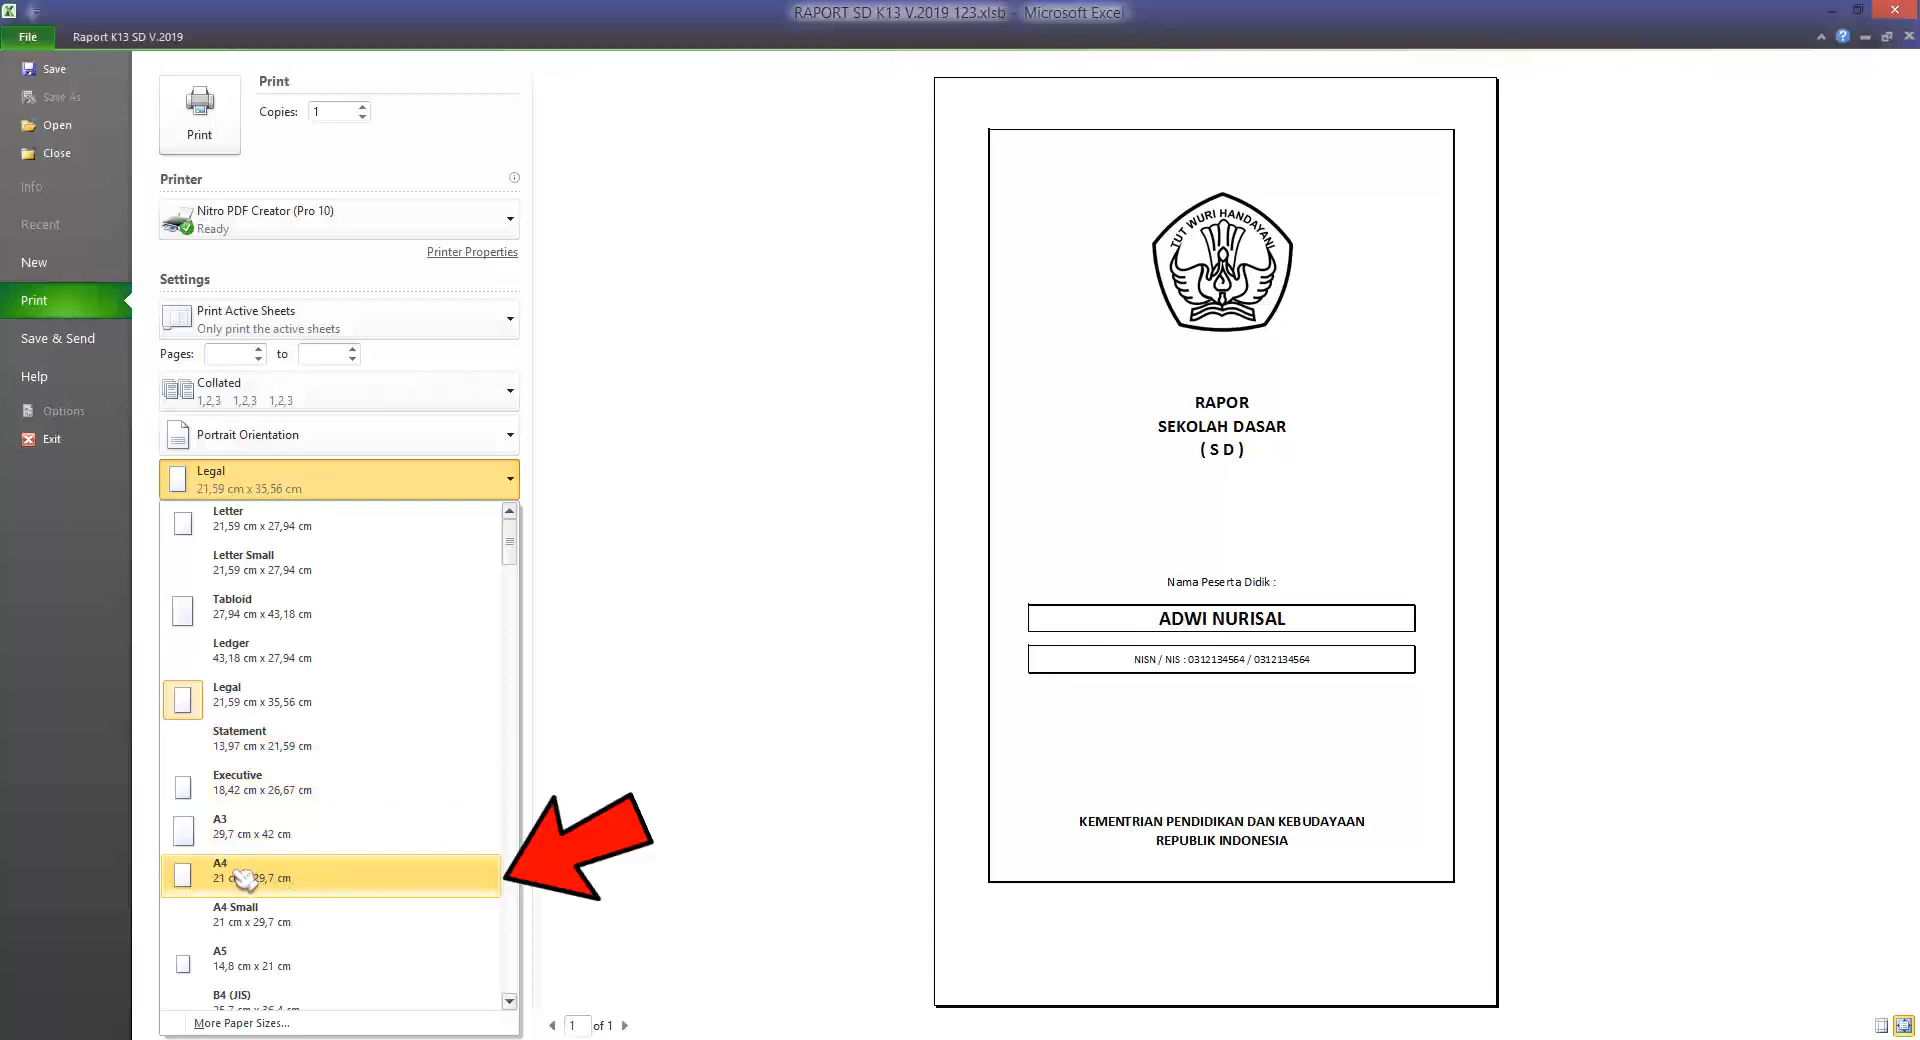 RAPORT SD K13 V.2019 123.xlsb - Microsoft Excel
File
Raport K13 SD V.2019
Save
Save As
Open
Close
Info
Recent
New
Print
Save & Send
Help
Options
Exit
Print
Print
Copies: 1
Printer
Nitro PDF Creator (Pro 10)
Ready
Printer Properties
Settings
Print Active Sheets
Only print the active sheets
Pages: to
Collated
1,2,3 1,2,3 1,2,3
Portrait Orientation
Legal
21,59 cm x 35,56 cm
Letter
21,59 cm x 27,94 cm
Letter Small
21,59 cm x 27,94 cm
Tabloid
27,94 cm x 43,18 cm
Ledger
43,18 cm x 27,94 cm
Legal
21,59 cm x 35,56 cm
Statement
13,97 cm x 21,59 cm
Executive
18,42 cm x 26,67 cm
A3
29,7 cm x 42 cm
A4
21 29,7 cm
A4 Small
21 cm x 29,7 cm
A5
14,8 cm x 21 cm
B4 (JIS)
More Paper Sizes...
1 of 1
TUT WURI HANDAYANI
RAPOR
SEKOLAH DASAR
( S D )
Nama Peserta Didik :
ADWI NURISAL
NISN / NIS : 0312134564 / 0312134564
KEMENTRIAN PENDIDIKAN DAN KEBUDAYAAN
REPUBLIK INDONESIA